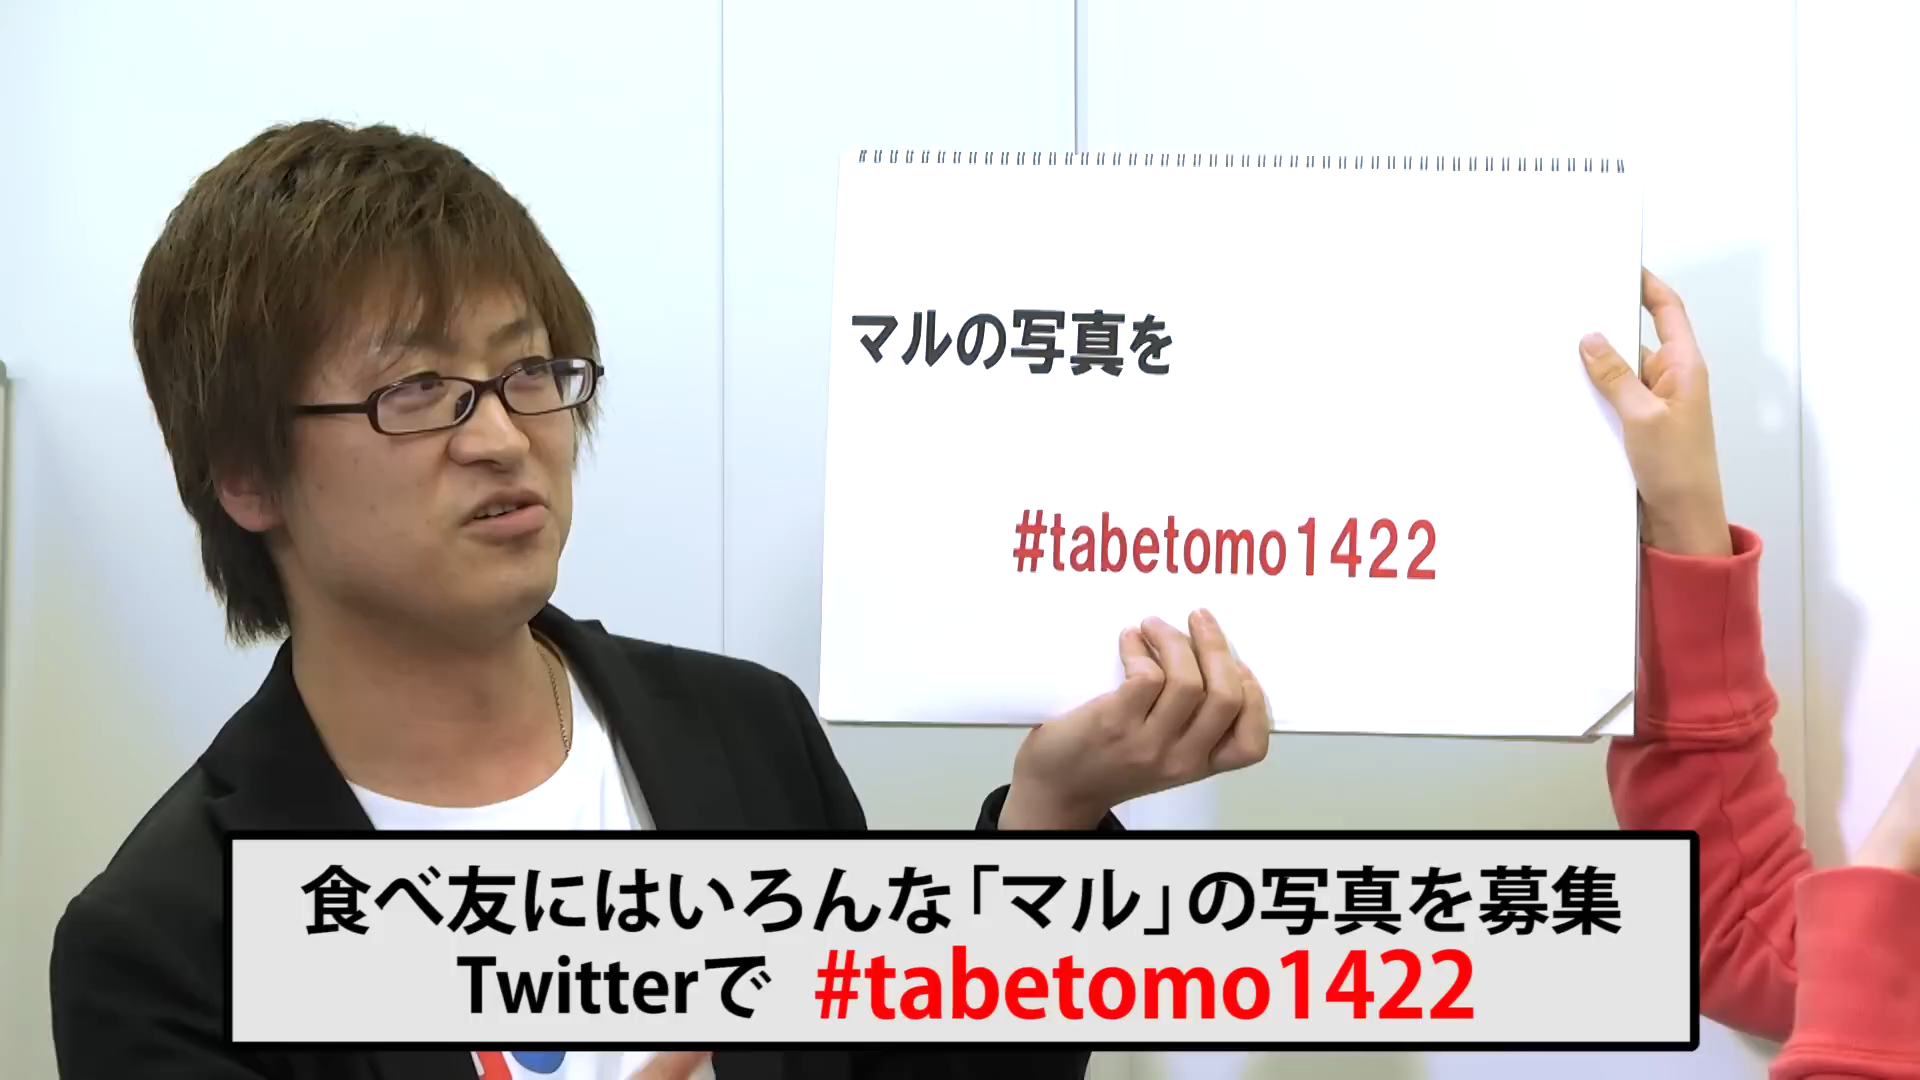 マルの写真を
#tabetomo1422
食べ友にはいろんな「マル」の写真を募集
Twitterで #tabetomo1422